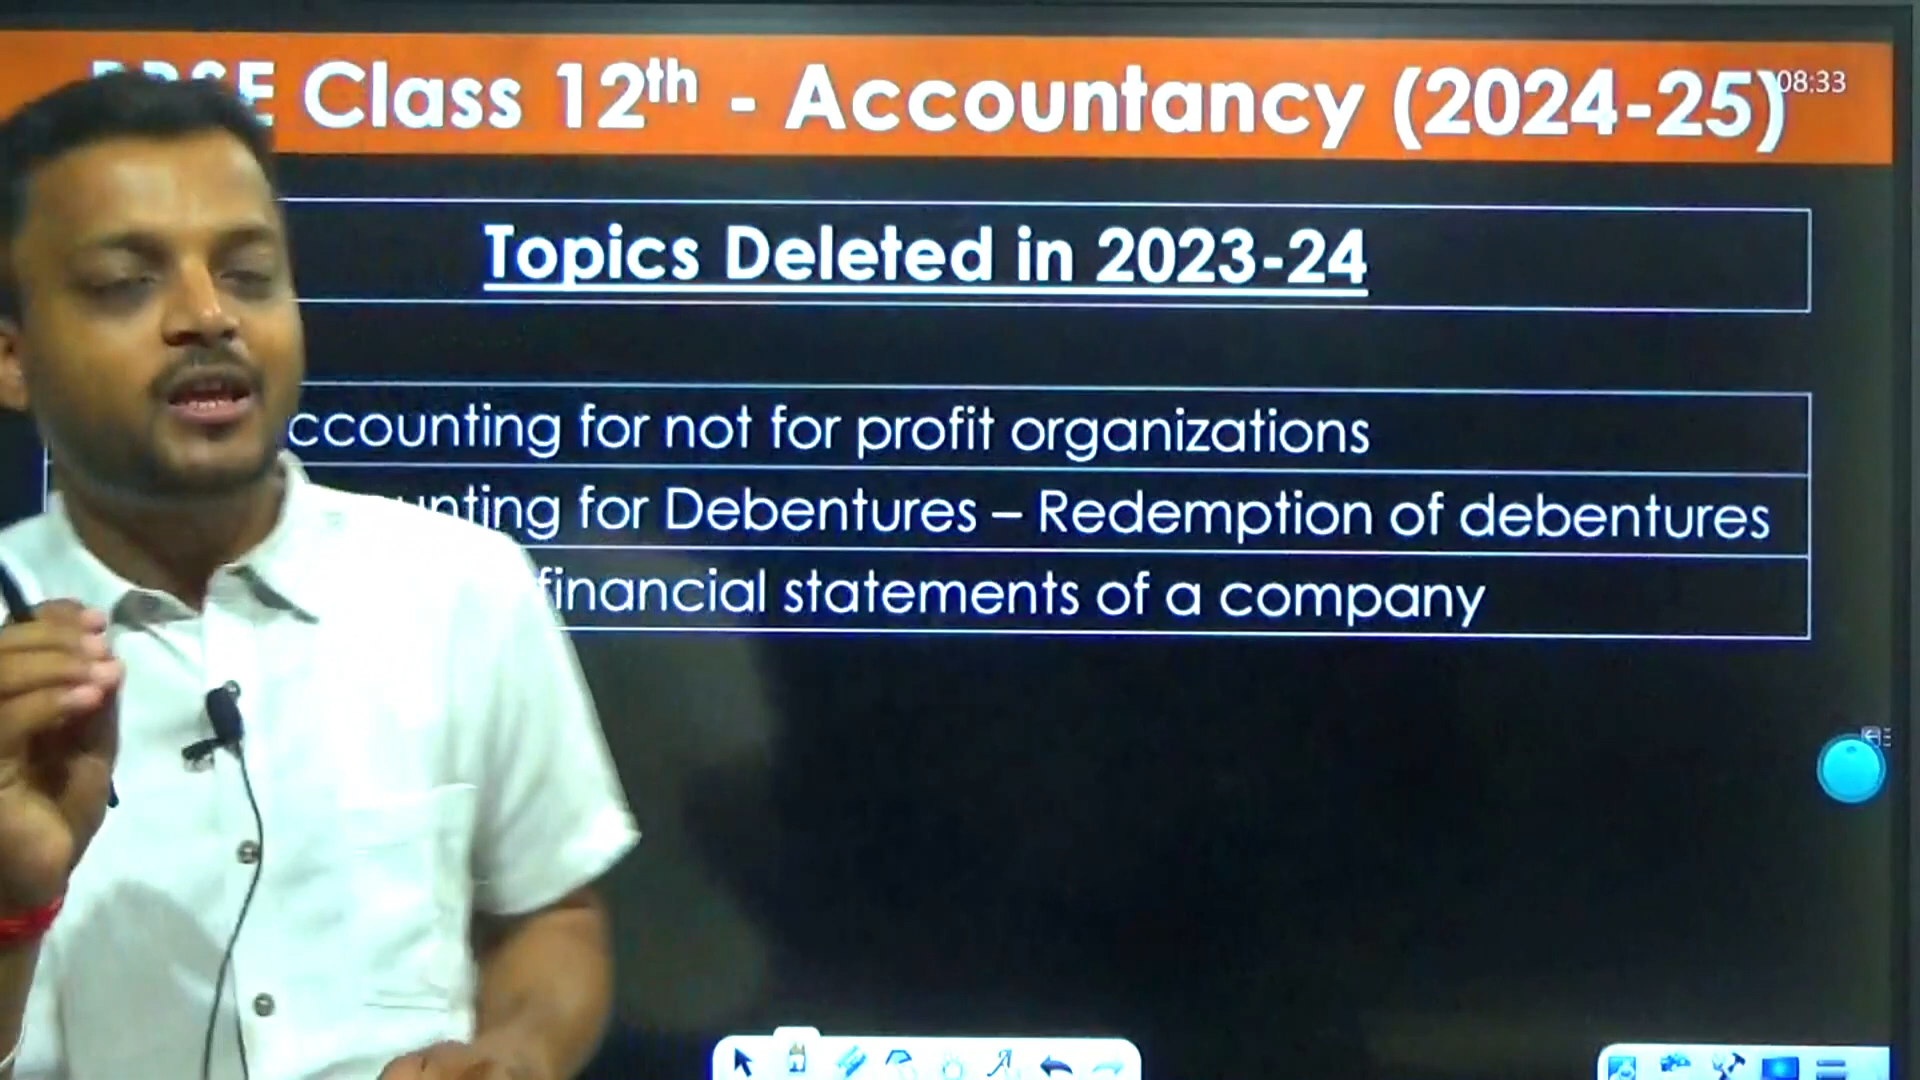 Class 12th - Accountancy (2024-25)
08:33
Topics Deleted in 2023-24
ccounting for not for profit organizations
unting for Debentures – Redemption of debentures
financial statements of a company